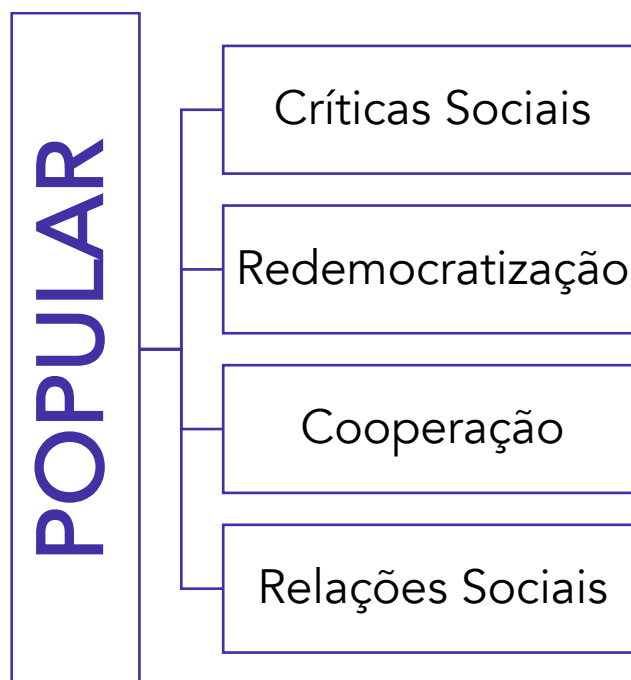 POPULAR
Críticas Sociais
Redemocratização
Cooperação
Relações Sociais